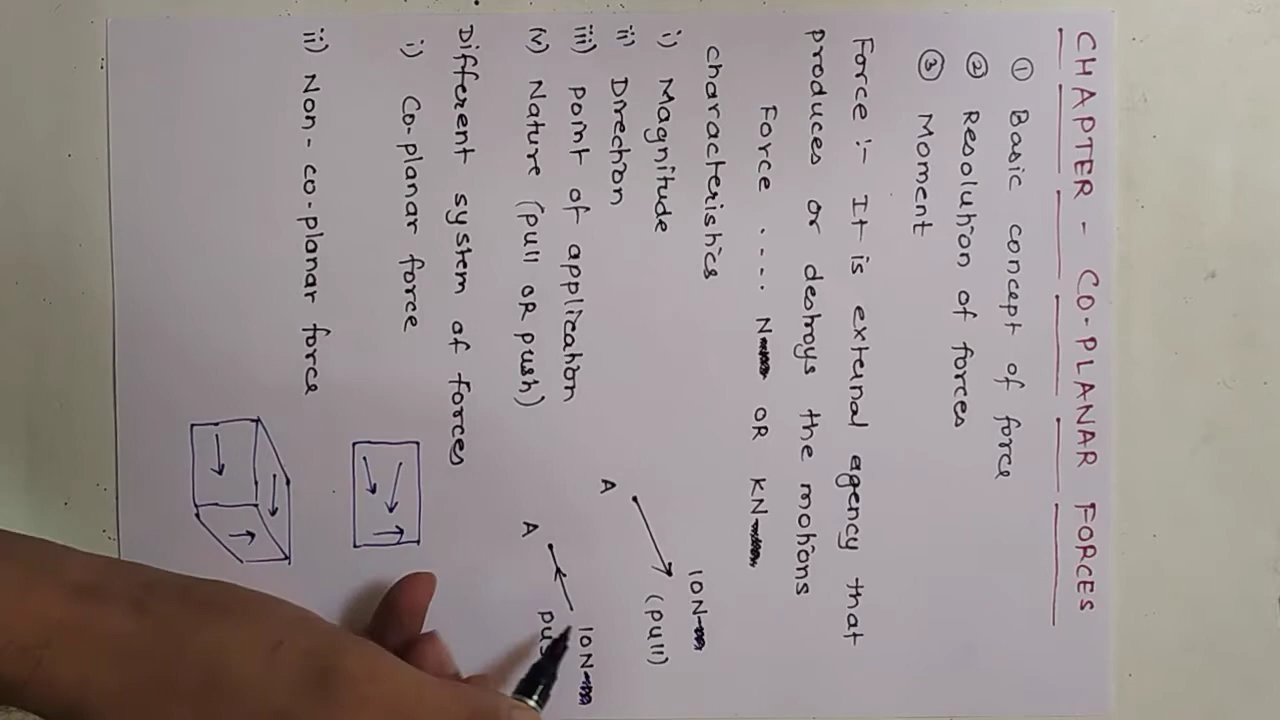 CHAPTER - CO-PLANAR FORCES
① Basic concept of force
② Resolution of forces
③ Moment
Force :- It is external agency that
produces or destroys the motions
Force .... N OR KN
characteristics
i) Magnitude
ii) Direction
iii) point of application
iv) Nature (pull OR push)
10N
A
(pull)
10N
A
Different system of forces
i) Co-planar force
ii) Non-co-planar force